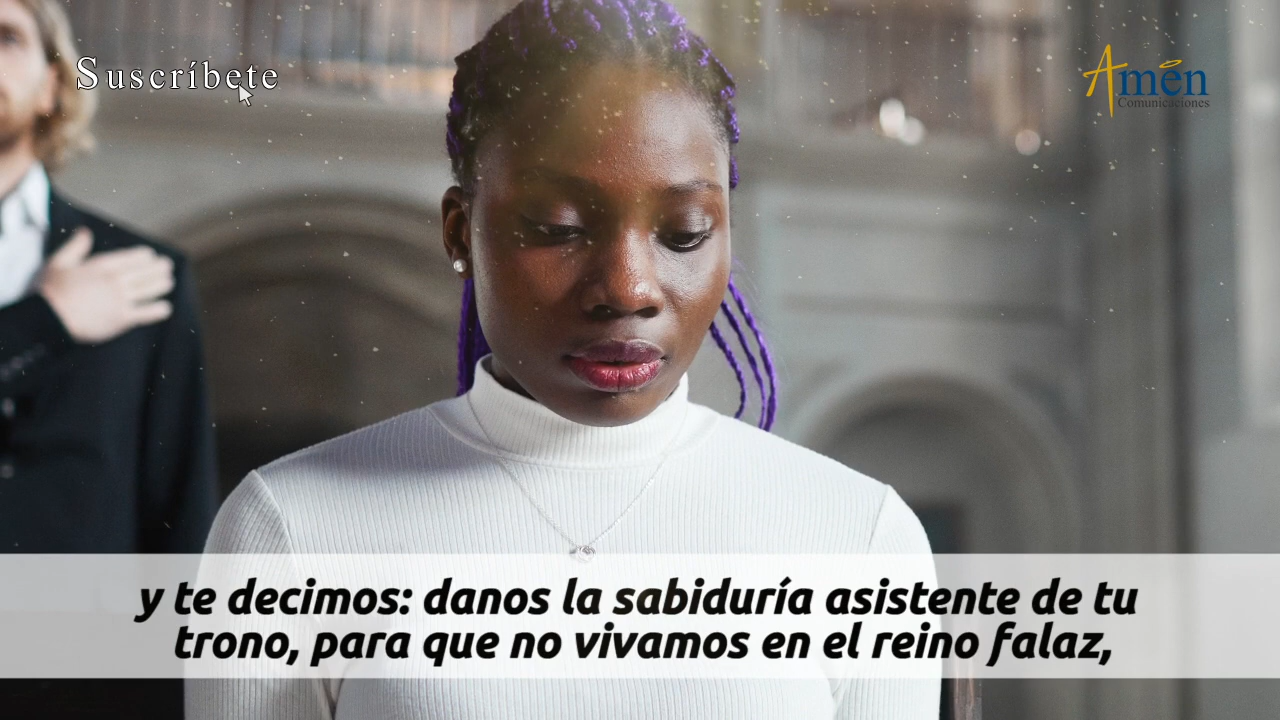 Suscríbete
Amén
Comunicaciones
y te decimos: danos la sabiduría asistente de tu
trono, para que no vivamos en el reino falaz,